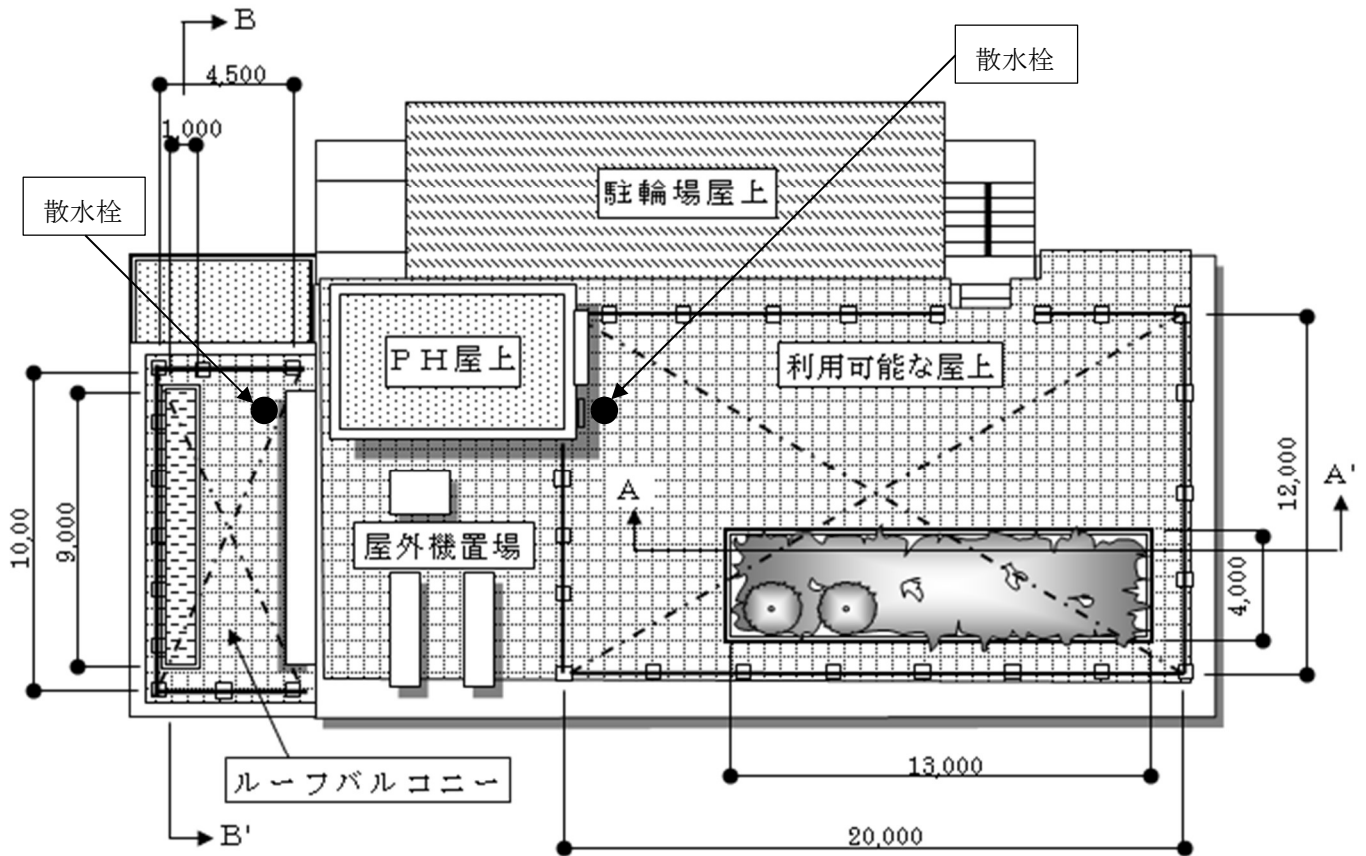 B
4,500
散水栓
1,000
駐輪場屋上
散水栓
PH屋上
利用可能な屋上
A
A'
12,000
10,00
9,000
屋外機置場
4,000
13,000
ルーフバルコニー
B'
20,000